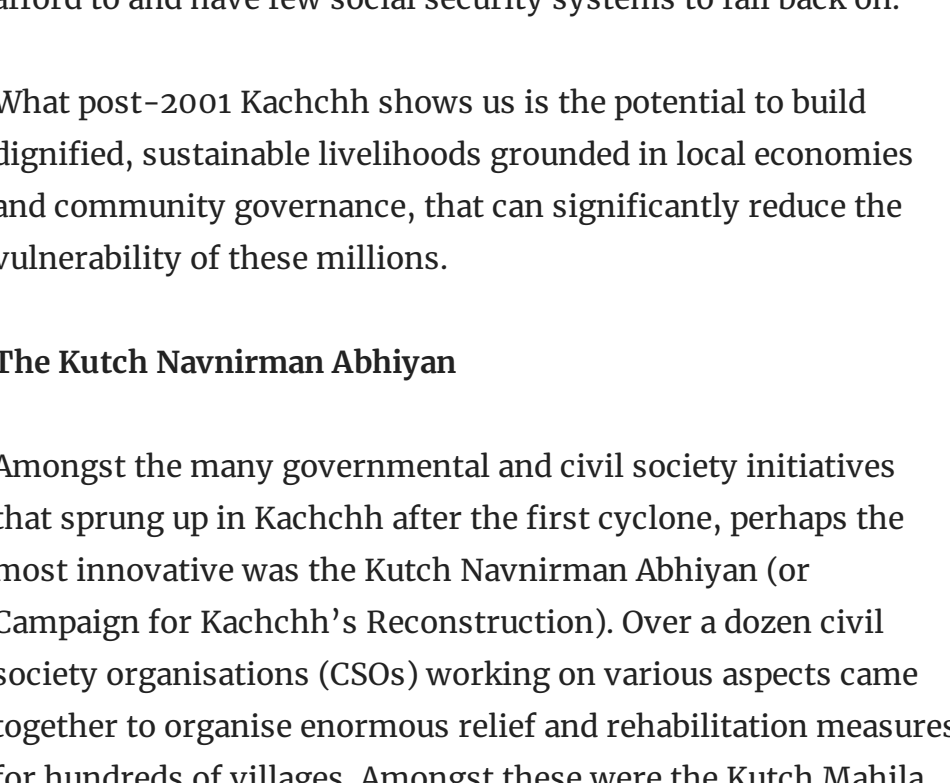 afford to and have few social security systems to fall back on.
What post-2001 Kachchh shows us is the potential to build
dignified, sustainable livelihoods grounded in local economies
and community governance, that can significantly reduce the
vulnerability of these millions.
The Kutch Navnirman Abhiyan
Amongst the many governmental and civil society initiatives
that sprung up in Kachchh after the first cyclone, perhaps the
most innovative was the Kutch Navnirman Abhiyan (or
Campaign for Kachchh’s Reconstruction). Over a dozen civil
society organisations (CSOs) working on various aspects came
together to organise enormous relief and rehabilitation measures
for hundreds of villages. Amongst these were the Kutch Mahila